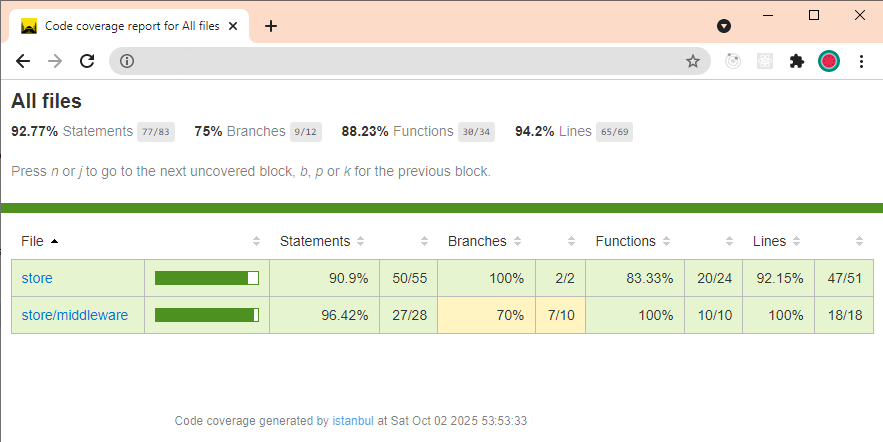 Code coverage report for All files
All files
92.77% Statements 77/83 75% Branches 9/12 88.23% Functions 30/34 94.2% Lines 65/69
Press n or j to go to the next uncovered block, b, p or k for the previous block.
File Statements Branches Functions Lines
store 90.9% 50/55 100% 2/2 83.33% 20/24 92.15% 47/51
store/middleware 96.42% 27/28 70% 7/10 100% 10/10 100% 18/18
Code coverage generated by istanbul at Sat Oct 02 2025 53:53:33